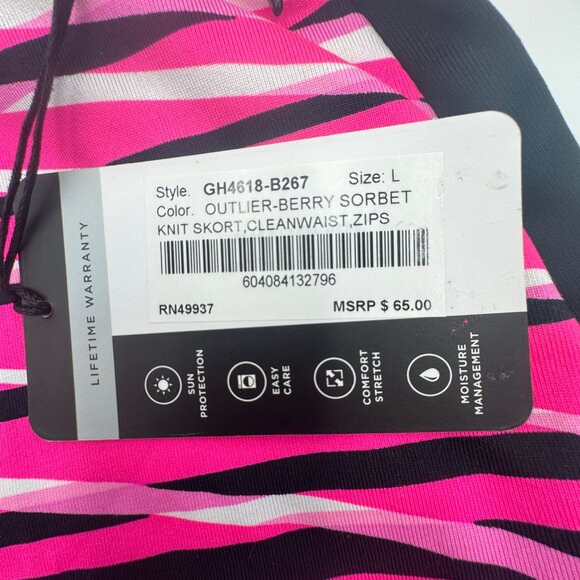 LIFETIME WARRANTY
Style. GH4618-B267 Size: L
Color. OUTLIER-BERRY SORBET
KNIT SKORT,CLEANWAIST,ZIPS
604084132796
RN49937 MSRP $ 65.00
SUN
PROTECTION
EASY
CARE
COMFORT
STRETCH
MOISTURE
MANAGEMENT